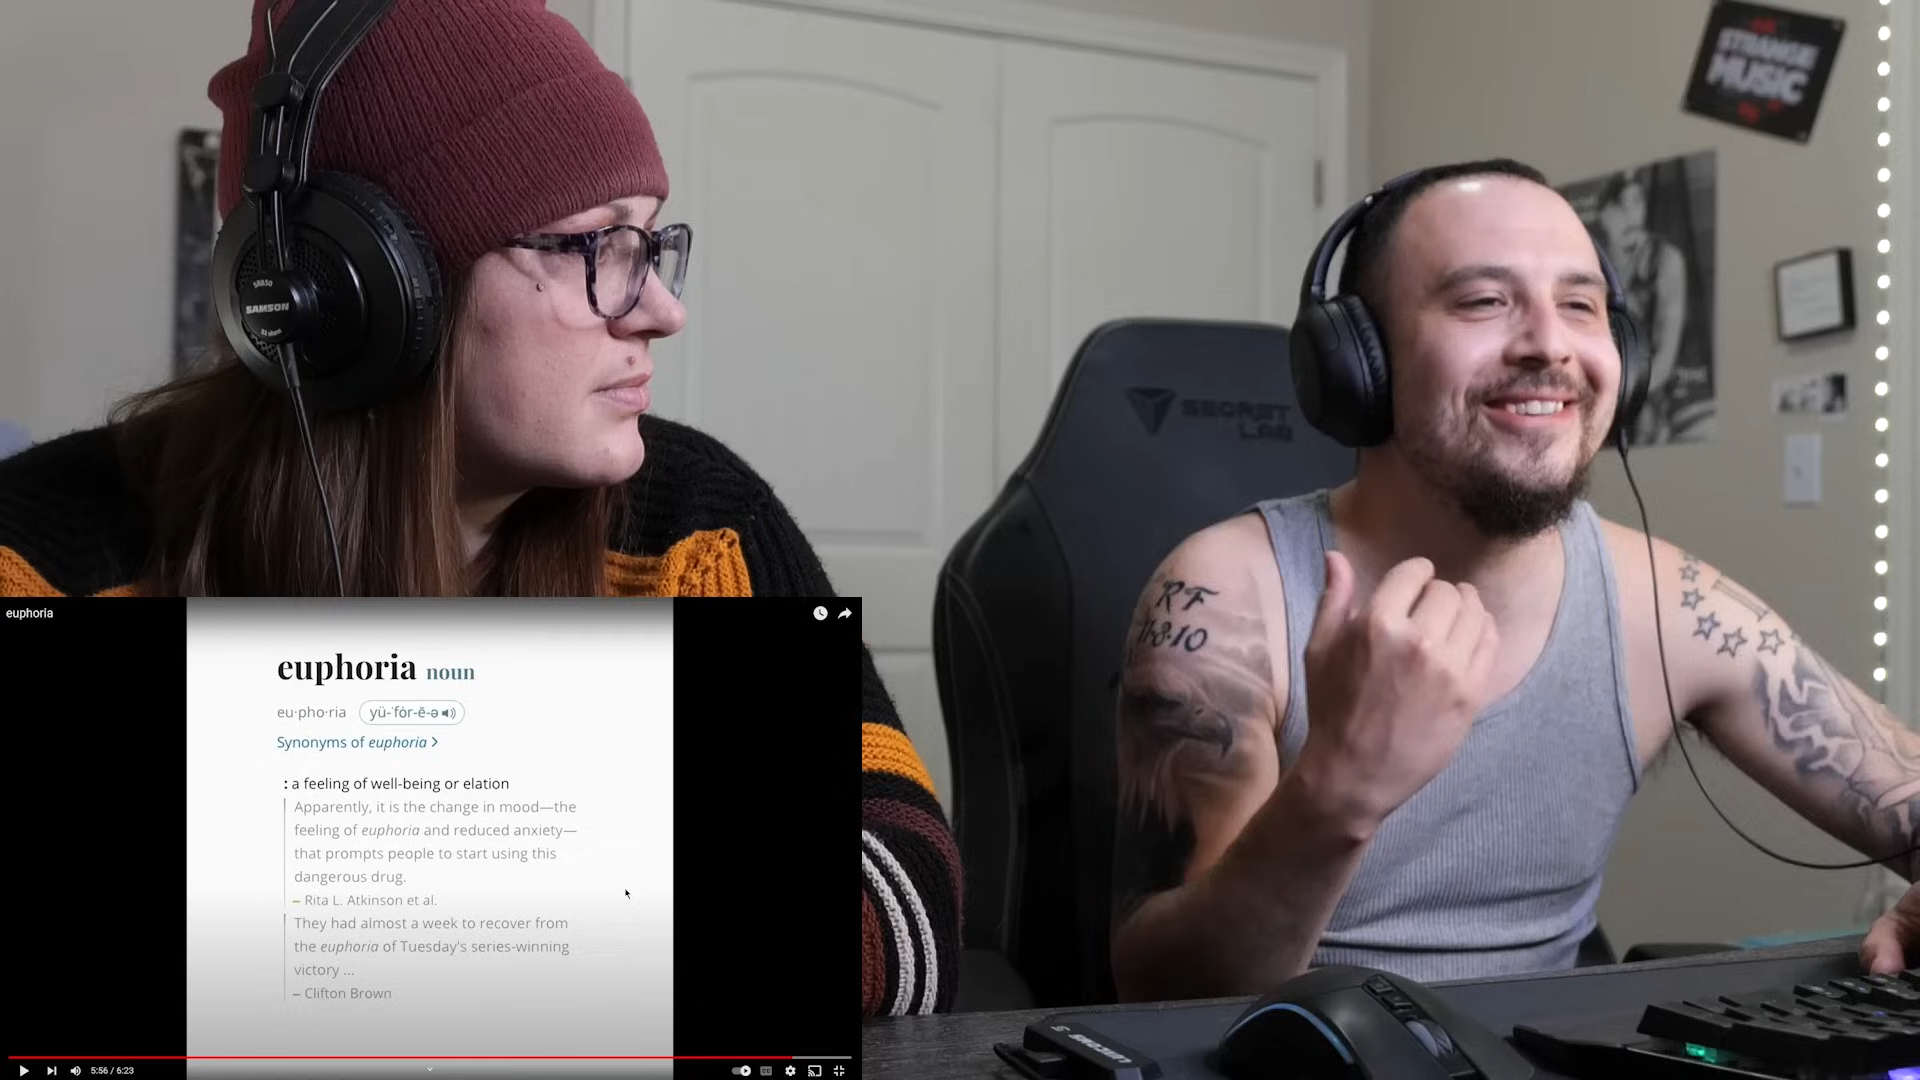 STRANGE
MUSIC
SR850
SAMSON
SECRET
LAB
RF
11·8·10
euphoria
euphoria noun
eu·pho·ria yü-ˈfȯr-ē-ə
Synonyms of euphoria >
: a feeling of well-being or elation
Apparently, it is the change in mood—the
feeling of euphoria and reduced anxiety—
that prompts people to start using this
dangerous drug.
– Rita L. Atkinson et al.
They had almost a week to recover from
the euphoria of Tuesday's series-winning
victory ...
– Clifton Brown
5:56 / 6:23